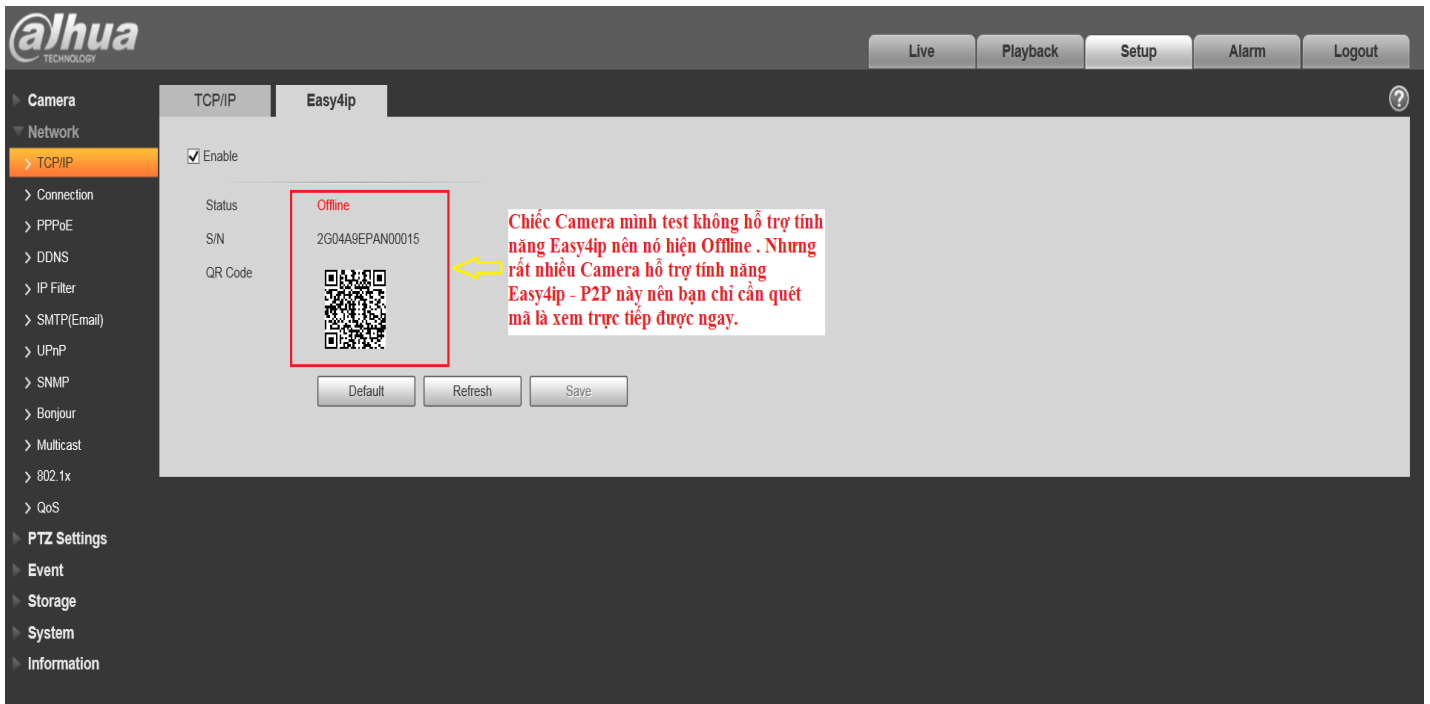 alhua
TECHNOLOGY
Live
Playback
Setup
Alarm
Logout
Camera
Network
TCP/IP
Connection
PPPoE
DDNS
IP Filter
SMTP(Email)
UPnP
SNMP
Bonjour
Multicast
802.1x
QoS
PTZ Settings
Event
Storage
System
Information
TCP/IP
Easy4ip
?
Enable
Status
Offline
S/N
2G04A9EPAN00015
QR Code
Chiếc Camera mình test không hỗ trợ tính
năng Easy4ip nên nó hiện Offline . Nhưng
rất nhiều Camera hỗ trợ tính năng
Easy4ip - P2P này nên bạn chỉ cần quét
mã là xem trực tiếp được ngay.
Default
Refresh
Save